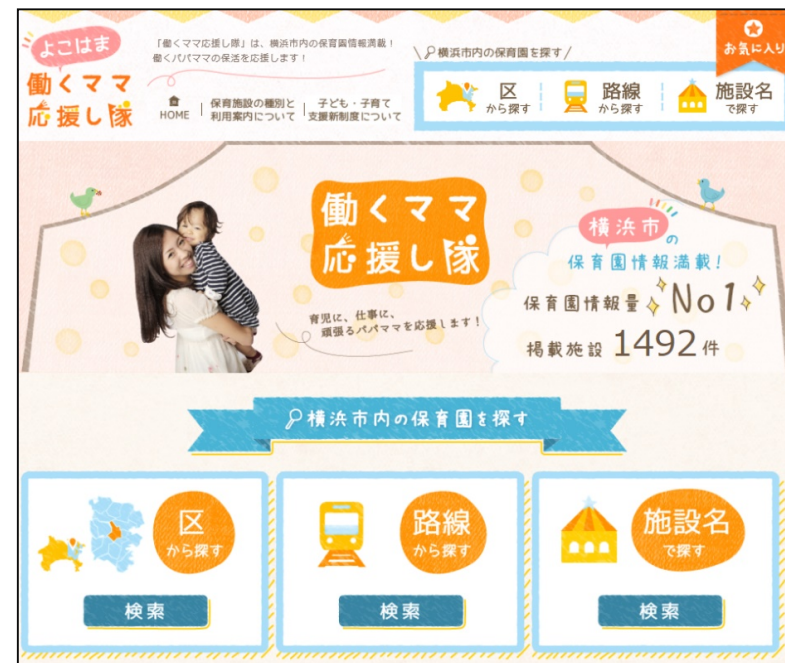 よこはま
働くママ
応援し隊
「働くママ応援し隊」は、横浜市内の保育園情報満載！
働くパパママの保活を応援します！
HOME
保育施設の種別と
利用案内について
子ども・子育て
支援新制度について
横浜市内の保育園を探す
区
から探す
路線
から探す
施設名
で探す
お気に入り
働くママ
応援し隊
育児に、仕事に、
頑張るパパママを応援します！
横浜市の
保育園情報満載！
保育園情報量 No1
掲載施設 1492件
横浜市内の保育園を探す
区
から探す
検索
路線
から探す
検索
施設名
で探す
検索